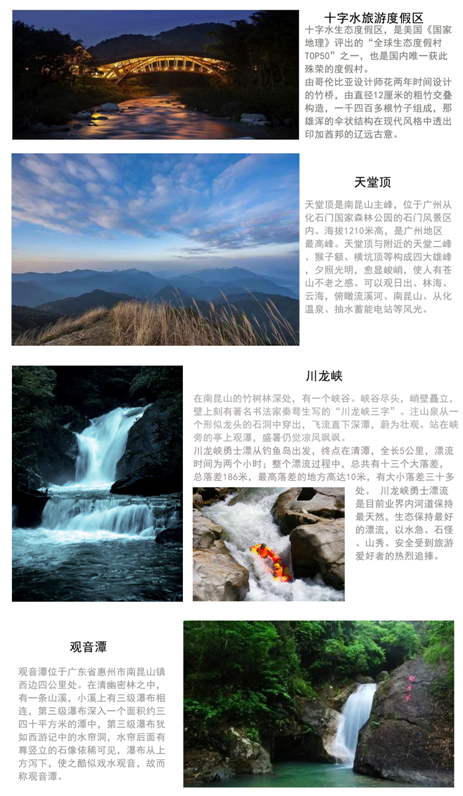 十字水旅游度假区
十字水生态度假区，是美国《国家
地理》评出的“全球生态度假村
TOP50”之一，也是国内唯一获此
殊荣的度假村。
由哥伦比亚设计师花两年时间设计
的竹桥，由直径12厘米的粗竹交叠
构造，一千四百多根竹子组成，那
雄浑的伞状结构在现代风格中透出
印加酋邦的辽远古意。
天堂顶
天堂顶是南昆山主峰，位于广州从
化石门国家森林公园的石门风景区
内。海拔1210米高，是广州地区
最高峰。天堂顶与附近的天堂二峰
、猴子额、横坑顶等构成四大雄峰
，夕照光明，愈显峻峭，使人有苍
山不老之感。可以观日出、林海、
云海，俯瞰流溪河、南昆山、从化
温泉、抽水蓄能电站等风光。
川龙峡
在南昆山的竹树林深处，有一个峡谷。峡谷尽头，峭壁矗立，
壁上刻有著名书法家秦萼生写的“川龙峡三字”。注山泉从一
个形似龙头的石洞中穿出，飞流直下深潭，蔚为壮观。站在峡
旁的亭上观瀑，盛暑仍觉凉风飒飒。
川龙峡勇士漂从钓鱼岛出发，终点在清潭，全长5公里，漂流
时间为两个小时；整个漂流过程中，总共有十三个大落差，
总落差186米，最高落差的地方高达10米，有大小落差三十多
处。 川龙峡勇士漂流
是目前业界内河道保持
最天然，生态保持最好
的漂流，以水急、石怪
、山秀、安全受到旅游
爱好者的热烈追捧。
观音潭
观音潭位于广东省惠州市南昆山镇
西边四公里处。在清幽密林之中，
有一条山溪，小溪上有三级瀑布相
连，第三级瀑布深入一个面积约三
四十平方米的潭中，第三级瀑布犹
如西游记中的水帘洞，水帘后面有
尊竖立的石像依稀可见，瀑布从上
方泻下，使之酷似戏水观音，故而
称观音潭。